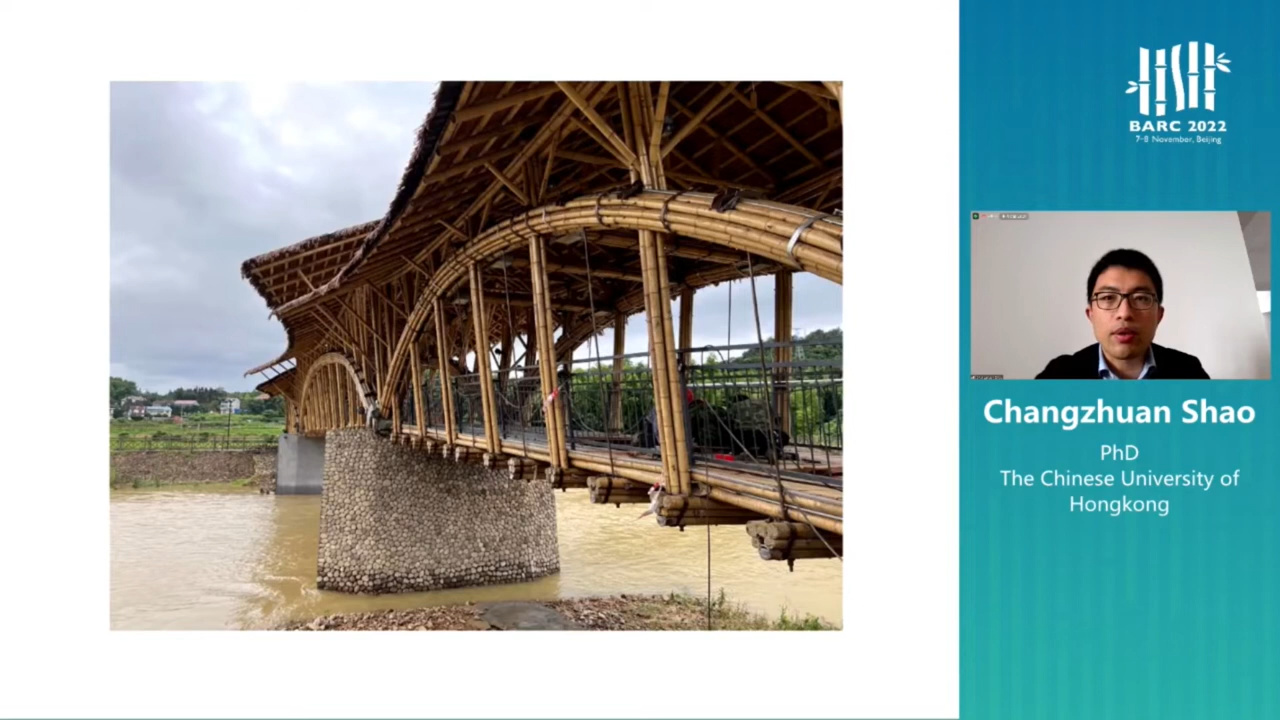 BARC 2022
7–8 November, Beijing
Changzhuan Shao
PhD
The Chinese University of
Hongkong